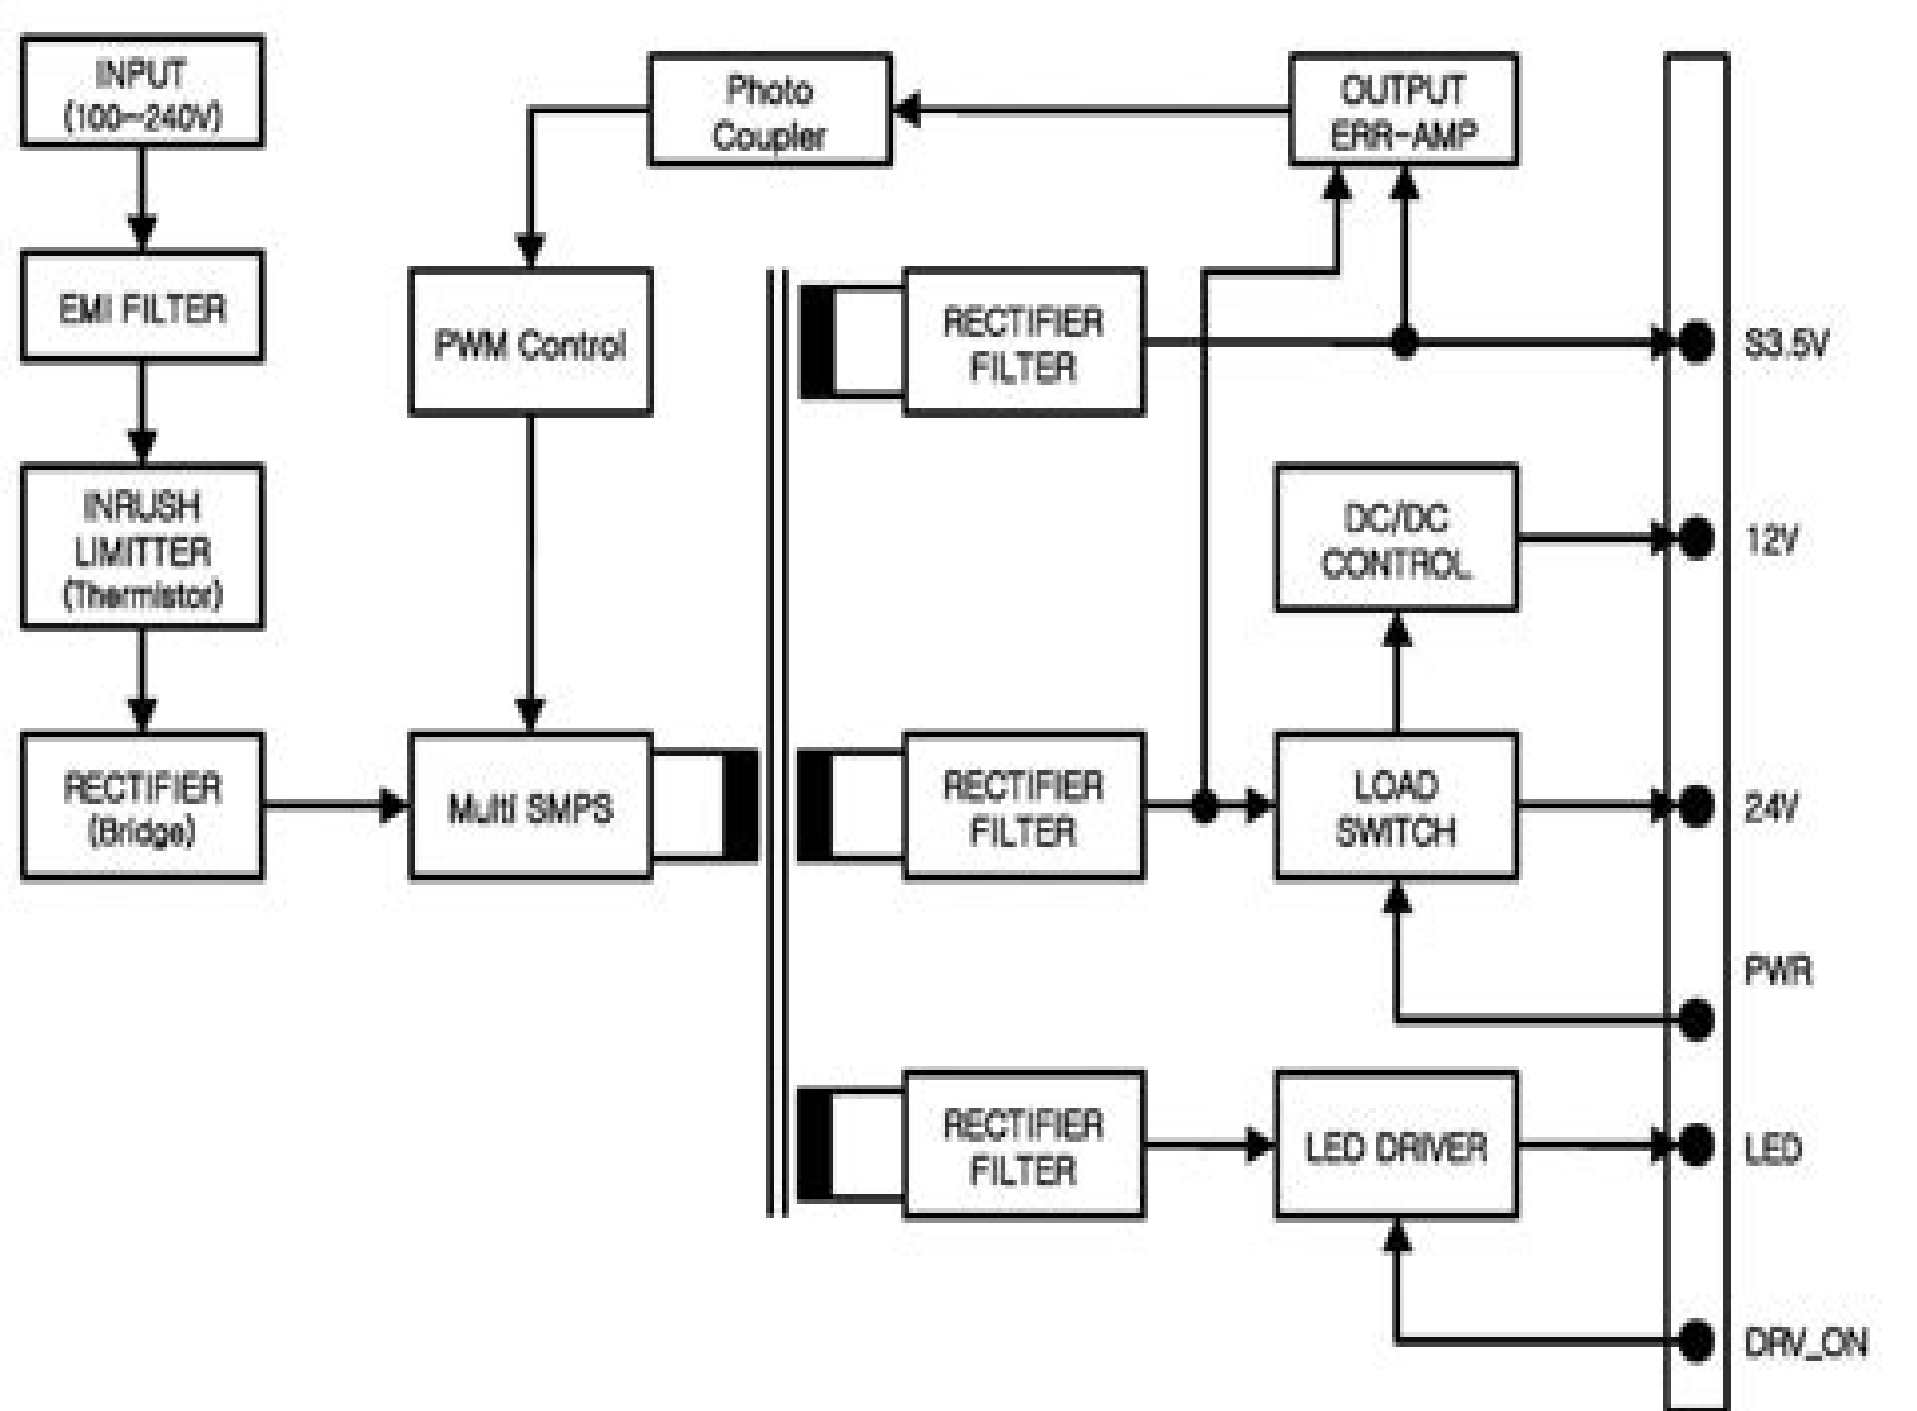 INPUT
(100~240V)
EMI FILTER
INRUSH
LIMITTER
(Thermistor)
RECTIFIER
(Bridge)
Photo
Coupler
PWM Control
Multi SMPS
OUTPUT
ERR-AMP
RECTIFIER
FILTER
S3.5V
DC/DC
CONTROL
12V
RECTIFIER
FILTER
LOAD
SWITCH
24V
PWR
RECTIFIER
FILTER
LED DRIVER
LED
DRV_ON